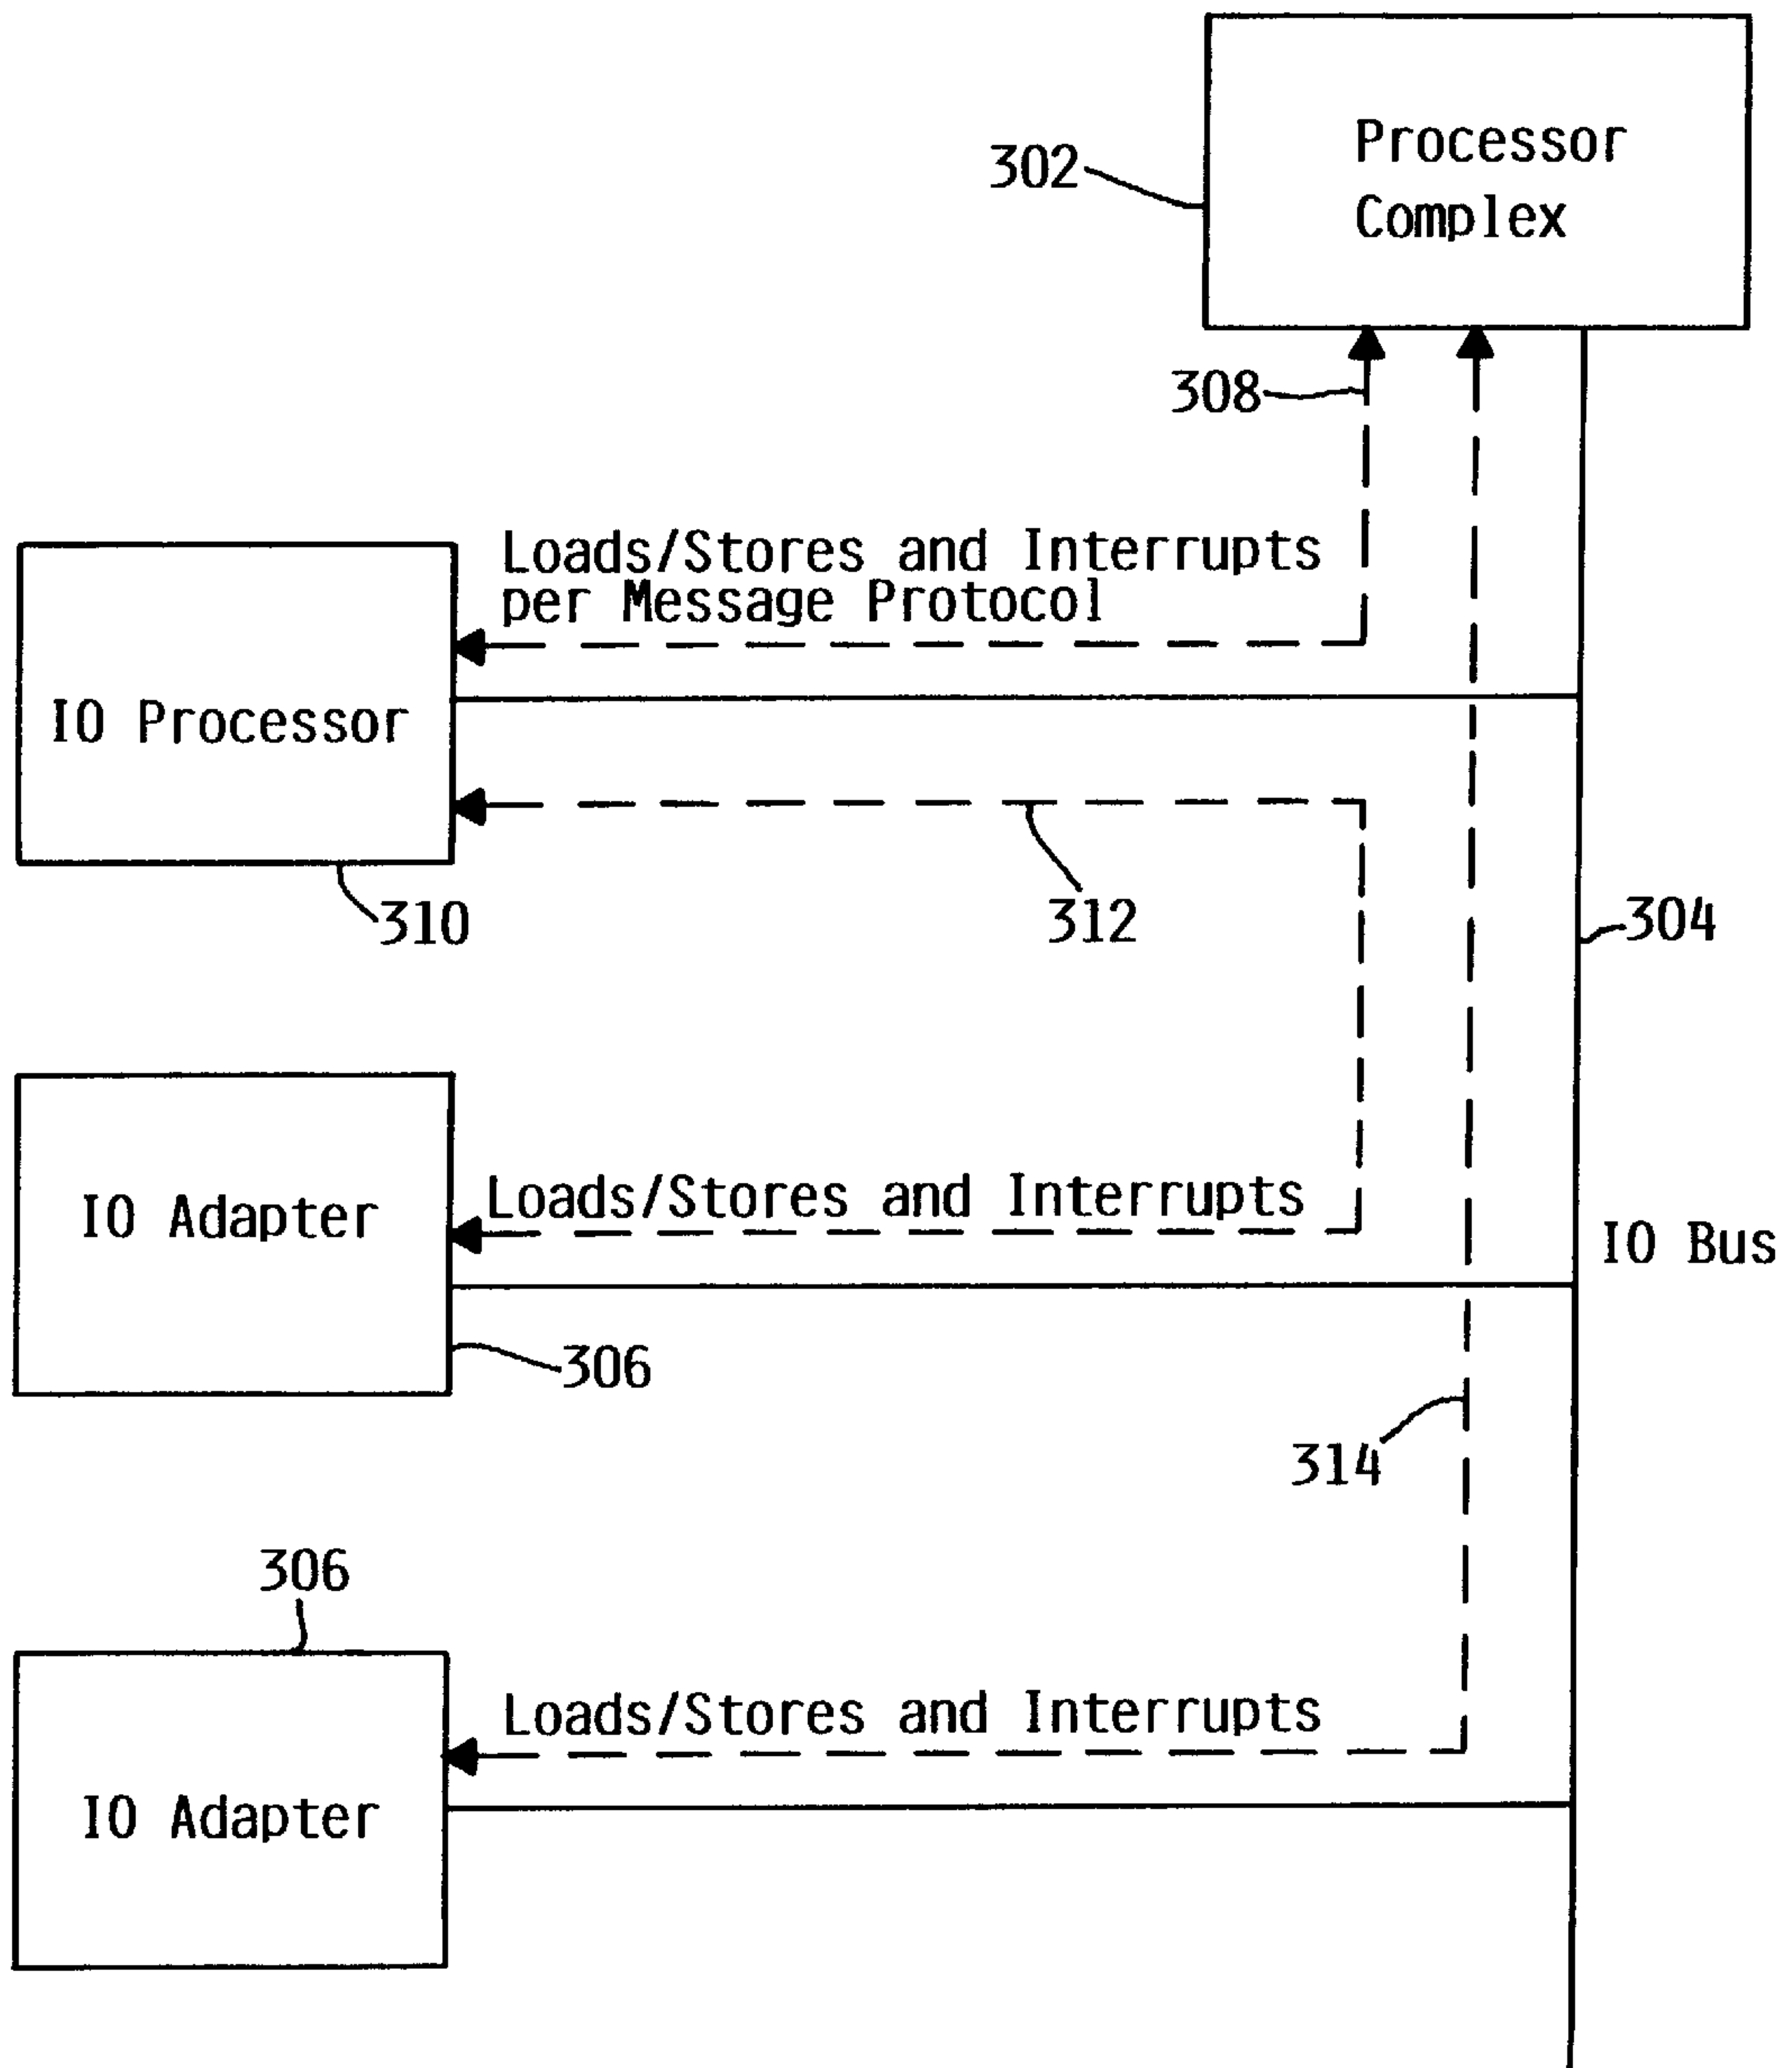 Processor
Complex
302
308
Loads/Stores and Interrupts
per Message Protocol
IO Processor
310
312
304
Loads/Stores and Interrupts
IO Adapter
IO Bus
306
314
306
Loads/Stores and Interrupts
IO Adapter